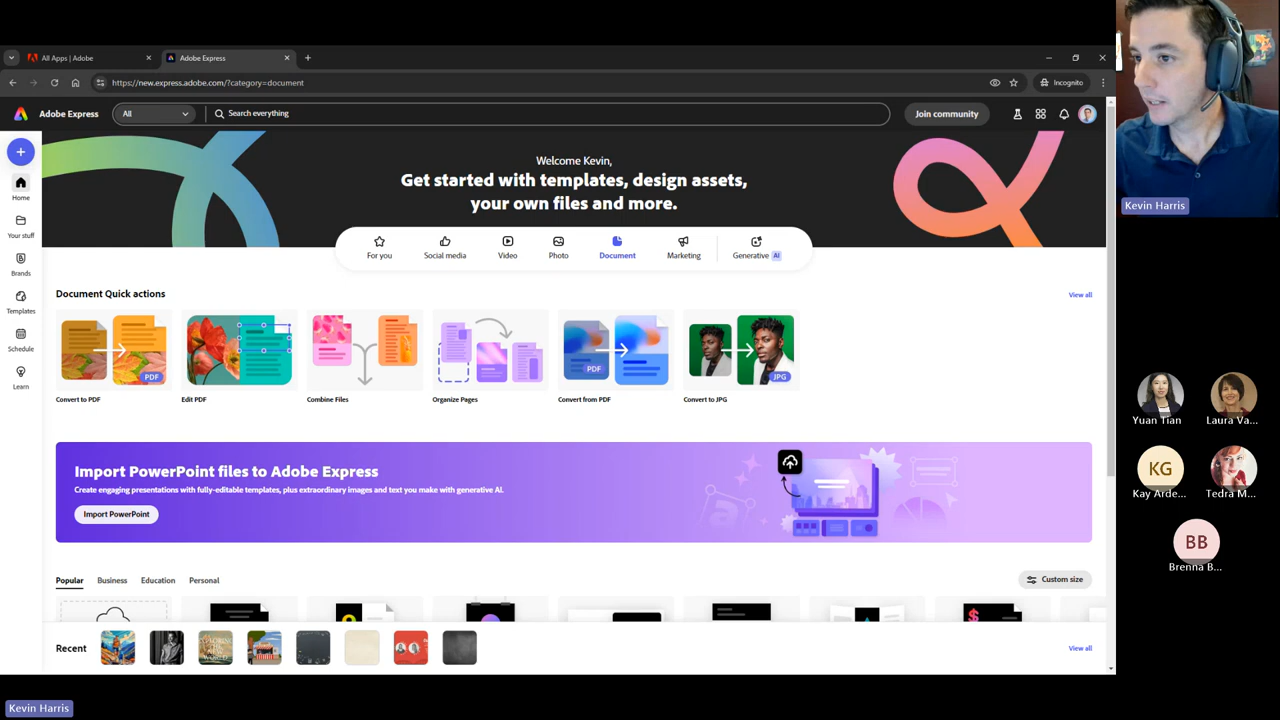 All Apps | Adobe
Adobe Express
https://new.express.adobe.com/?category=document
Incognito
Adobe Express
All
Search everything
Join community
Home
Your stuff
Brands
Templates
Schedule
Learn
Welcome Kevin,
Get started with templates, design assets,
your own files and more.
For you
Social media
Video
Photo
Document
Marketing
Generative AI
Document Quick actions
View all
PDF
PDF
JPG
Convert to PDF
Edit PDF
Combine Files
Organize Pages
Convert from PDF
Convert to JPG
Import PowerPoint files to Adobe Express
Create engaging presentations with fully-editable templates, plus extraordinary images and text you make with generative AI.
Import PowerPoint
Popular
Business
Education
Personal
Custom size
Recent
View all
Kevin Harris
Yuan Tian
Laura Va...
KG
Kay Arde...
Tedra M...
BB
Brenna B...
Kevin Harris